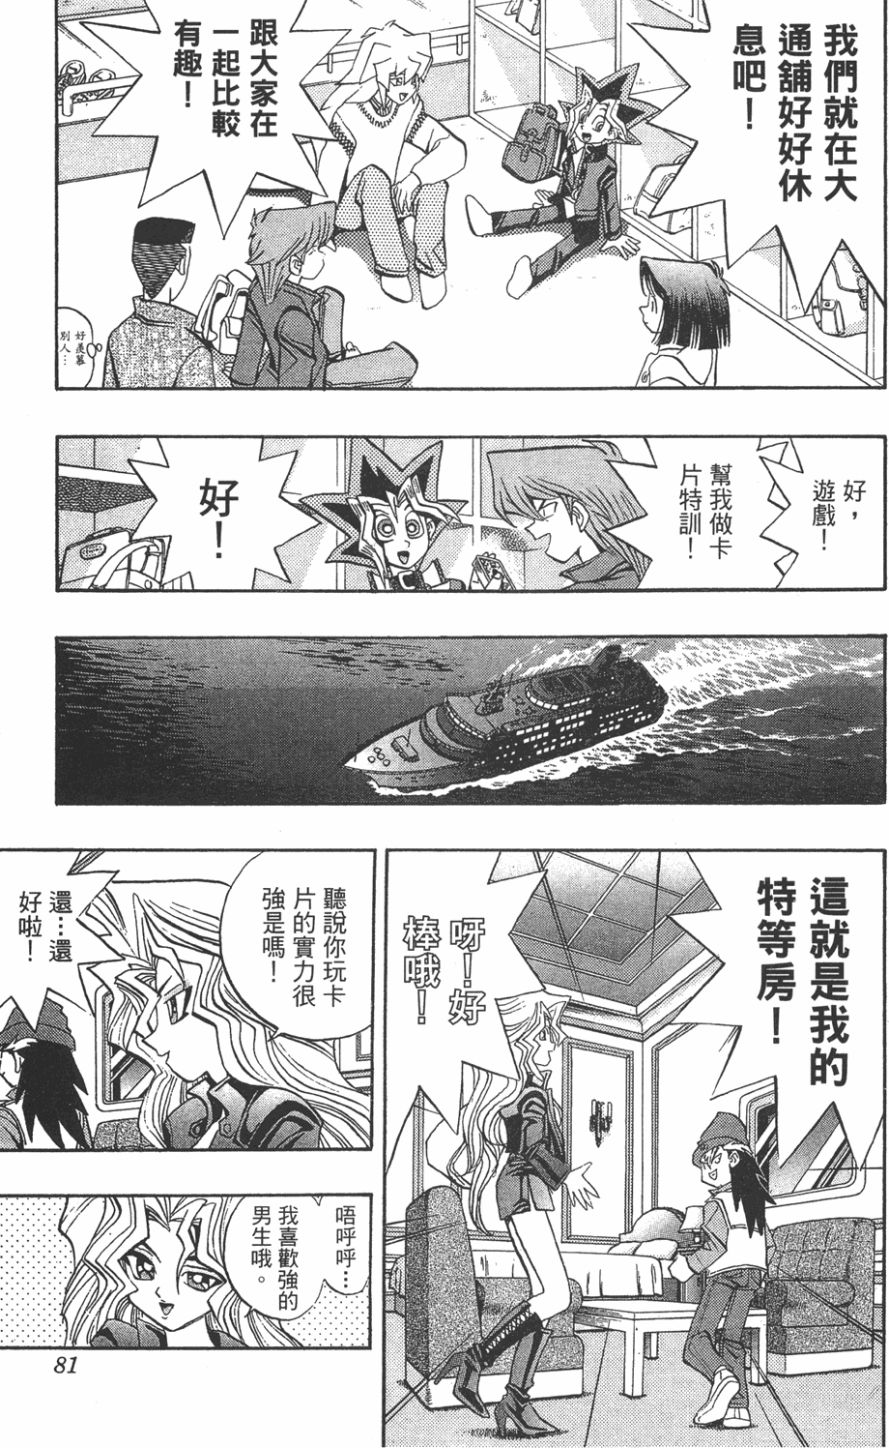 我們就在大
通舖好好休
息吧！
跟大家在
一起比較
有趣！
好羨慕
別人…
好，
遊戲！
幫我做卡
片特訓！
好！
這就是我的
特等房！
呀！好
棒哦！
聽說你玩卡
片的實力很
強是嗎！
還…還
好啦！
唔呼呼…
我喜歡強的
男生哦。
81